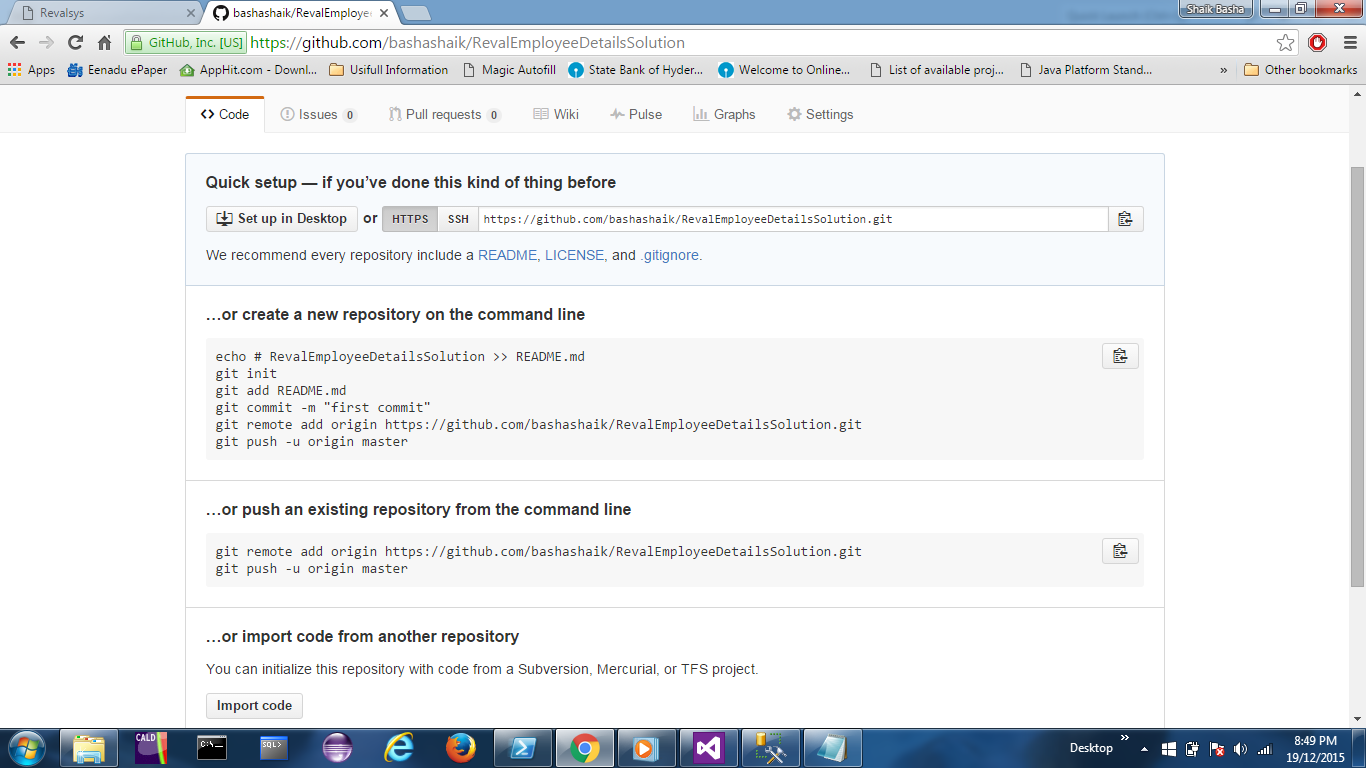 Revalsys
bashashaik/RevalEmploye
Shaik Basha
GitHub, Inc. [US] https://github.com/bashashaik/RevalEmployeeDetailsSolution
Apps Eenadu ePaper AppHit.com - Downl... Usifull Information Magic Autofill State Bank of Hyder... Welcome to Online... List of available proj... Java Platform Stand... » Other bookmarks
Code Issues 0 Pull requests 0 Wiki Pulse Graphs Settings
Quick setup — if you've done this kind of thing before
Set up in Desktop or HTTPS SSH https://github.com/bashashaik/RevalEmployeeDetailsSolution.git
We recommend every repository include a README, LICENSE, and .gitignore.
…or create a new repository on the command line
echo # RevalEmployeeDetailsSolution >> README.md
git init
git add README.md
git commit -m "first commit"
git remote add origin https://github.com/bashashaik/RevalEmployeeDetailsSolution.git
git push -u origin master
…or push an existing repository from the command line
git remote add origin https://github.com/bashashaik/RevalEmployeeDetailsSolution.git
git push -u origin master
…or import code from another repository
You can initialize this repository with code from a Subversion, Mercurial, or TFS project.
Import code
CALD
C:\
SQL>
Desktop »
8:49 PM
19/12/2015